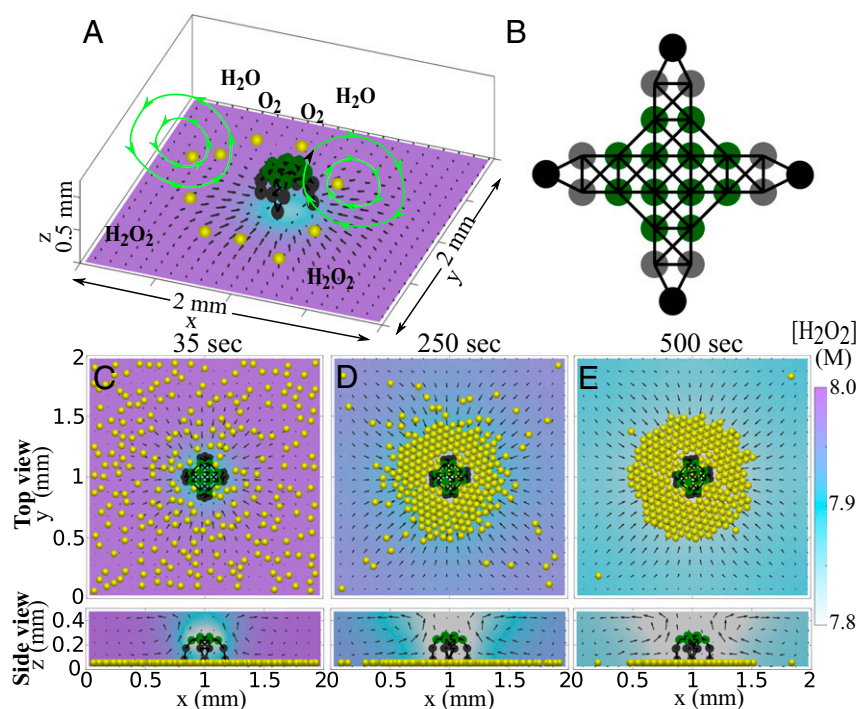 A
B
H₂O
O₂
O₂
H₂O
H₂O₂
H₂O₂
z
0.5 mm
2 mm
x
2 mm
y
35 sec
250 sec
500 sec
[H₂O₂]
(M)
C
D
E
Top view
y (mm)
2
1.5
1
0.5
0
8.0
7.9
7.8
Side view
z (mm)
0.4
0.2
0
0 0.5 1 1.5 20 0.5 1 1.5 20 0.5 1 1.5 2
x (mm) x (mm) x (mm)